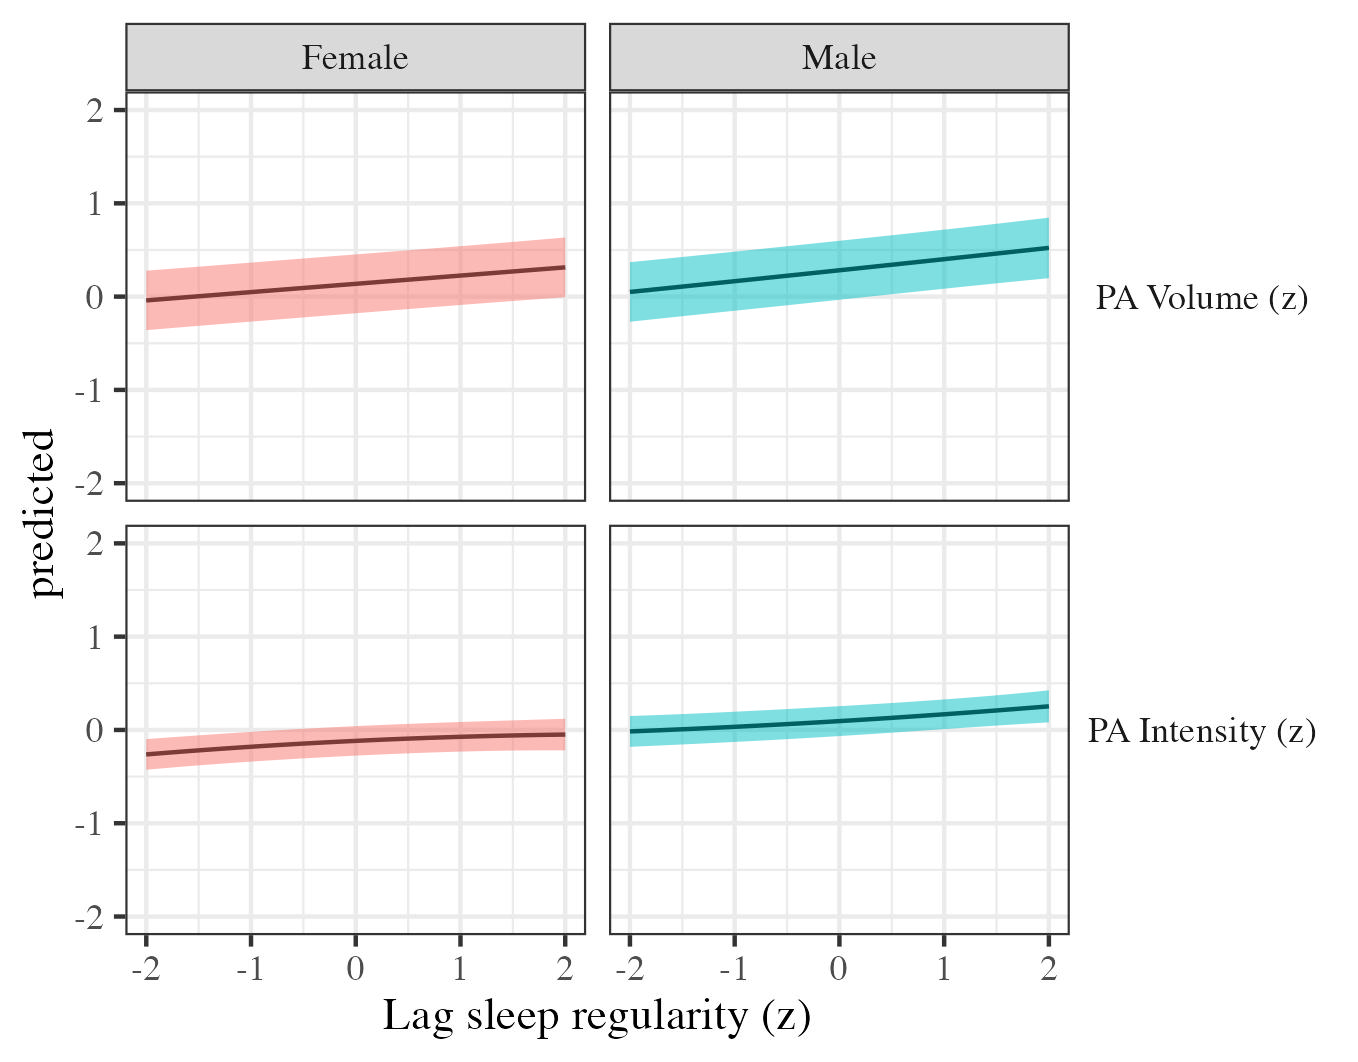 Female
Male
2
1
0
-1
-2
PA Volume (z)
predicted
2
1
0
-1
-2
PA Intensity (z)
-2 -1 0 1 2
-2 -1 0 1 2
Lag sleep regularity (z)